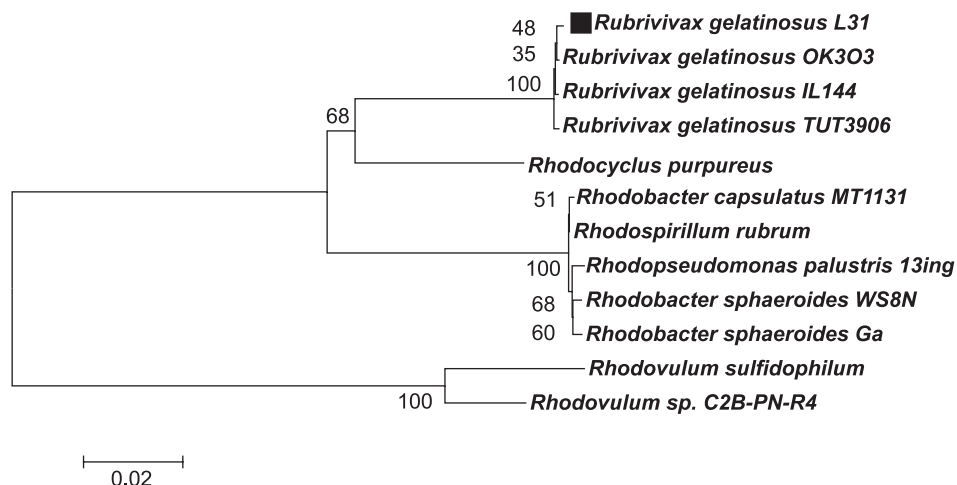 48
Rubrivivax gelatinosus L31
35
Rubrivivax gelatinosus OK3O3
100
Rubrivivax gelatinosus IL144
68
Rubrivivax gelatinosus TUT3906
Rhodocyclus purpureus
51
Rhodobacter capsulatus MT1131
Rhodospirillum rubrum
100
Rhodopseudomonas palustris 13ing
68
Rhodobacter sphaeroides WS8N
60
Rhodobacter sphaeroides Ga
Rhodovulum sulfidophilum
100
Rhodovulum sp. C2B-PN-R4
0.02